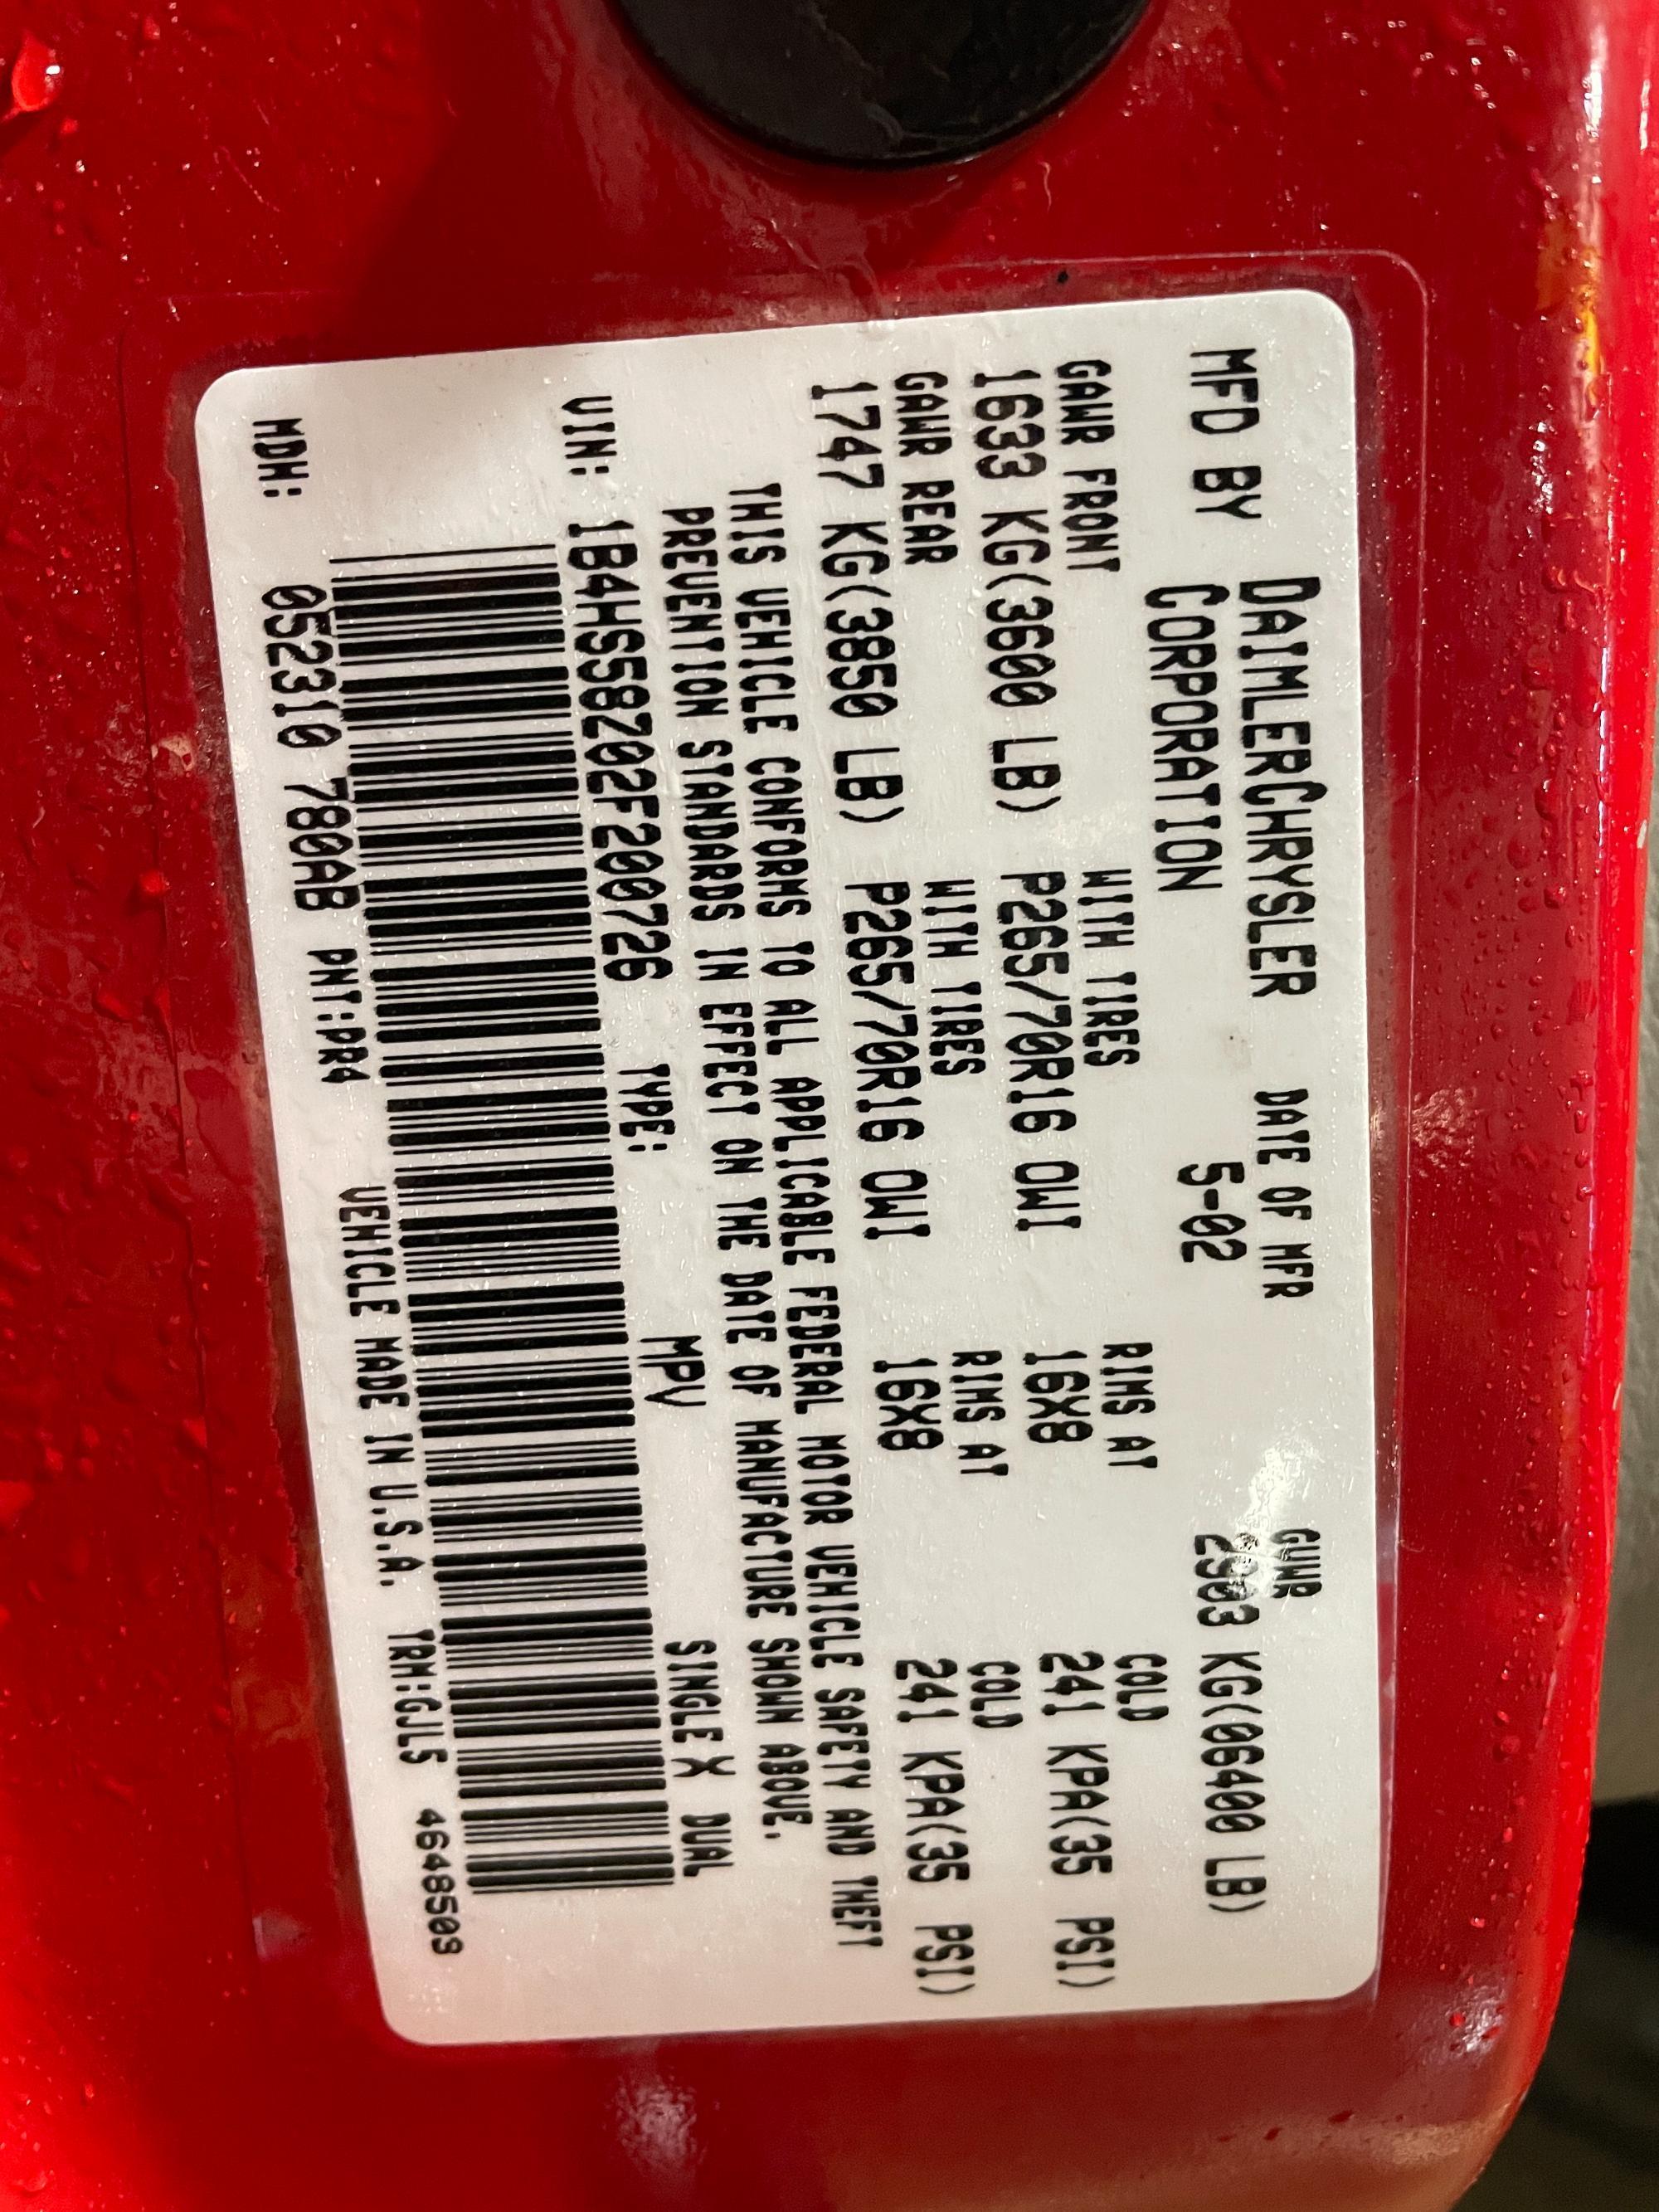 MFD BY DAIMLERCHRYSLER CORPORATION
DATE OF MFR 5-02
GVWR 2903 KG(06400 LB)
GAWR FRONT WITH TIRES RIMS AT COLD
1633 KG(3600 LB) P265/70R16 OWI 16X8 241 KPA(35 PSI)
GAWR REAR WITH TIRES RIMS AT COLD
1747 KG(3850 LB) P265/70R16 OWI 16X8 241 KPA(35 PSI)
THIS VEHICLE CONFORMS TO ALL APPLICABLE FEDERAL MOTOR VEHICLE SAFETY AND THEFT
PREVENTION STANDARDS IN EFFECT ON THE DATE OF MANUFACTURE SHOWN ABOVE.
VIN: 1B4HS58Z02F200726 TYPE: MPV SINGLE X DUAL
MDH: 052310 780AB PNT:PR4 VEHICLE MADE IN U.S.A. TRM:GJL5 4648509